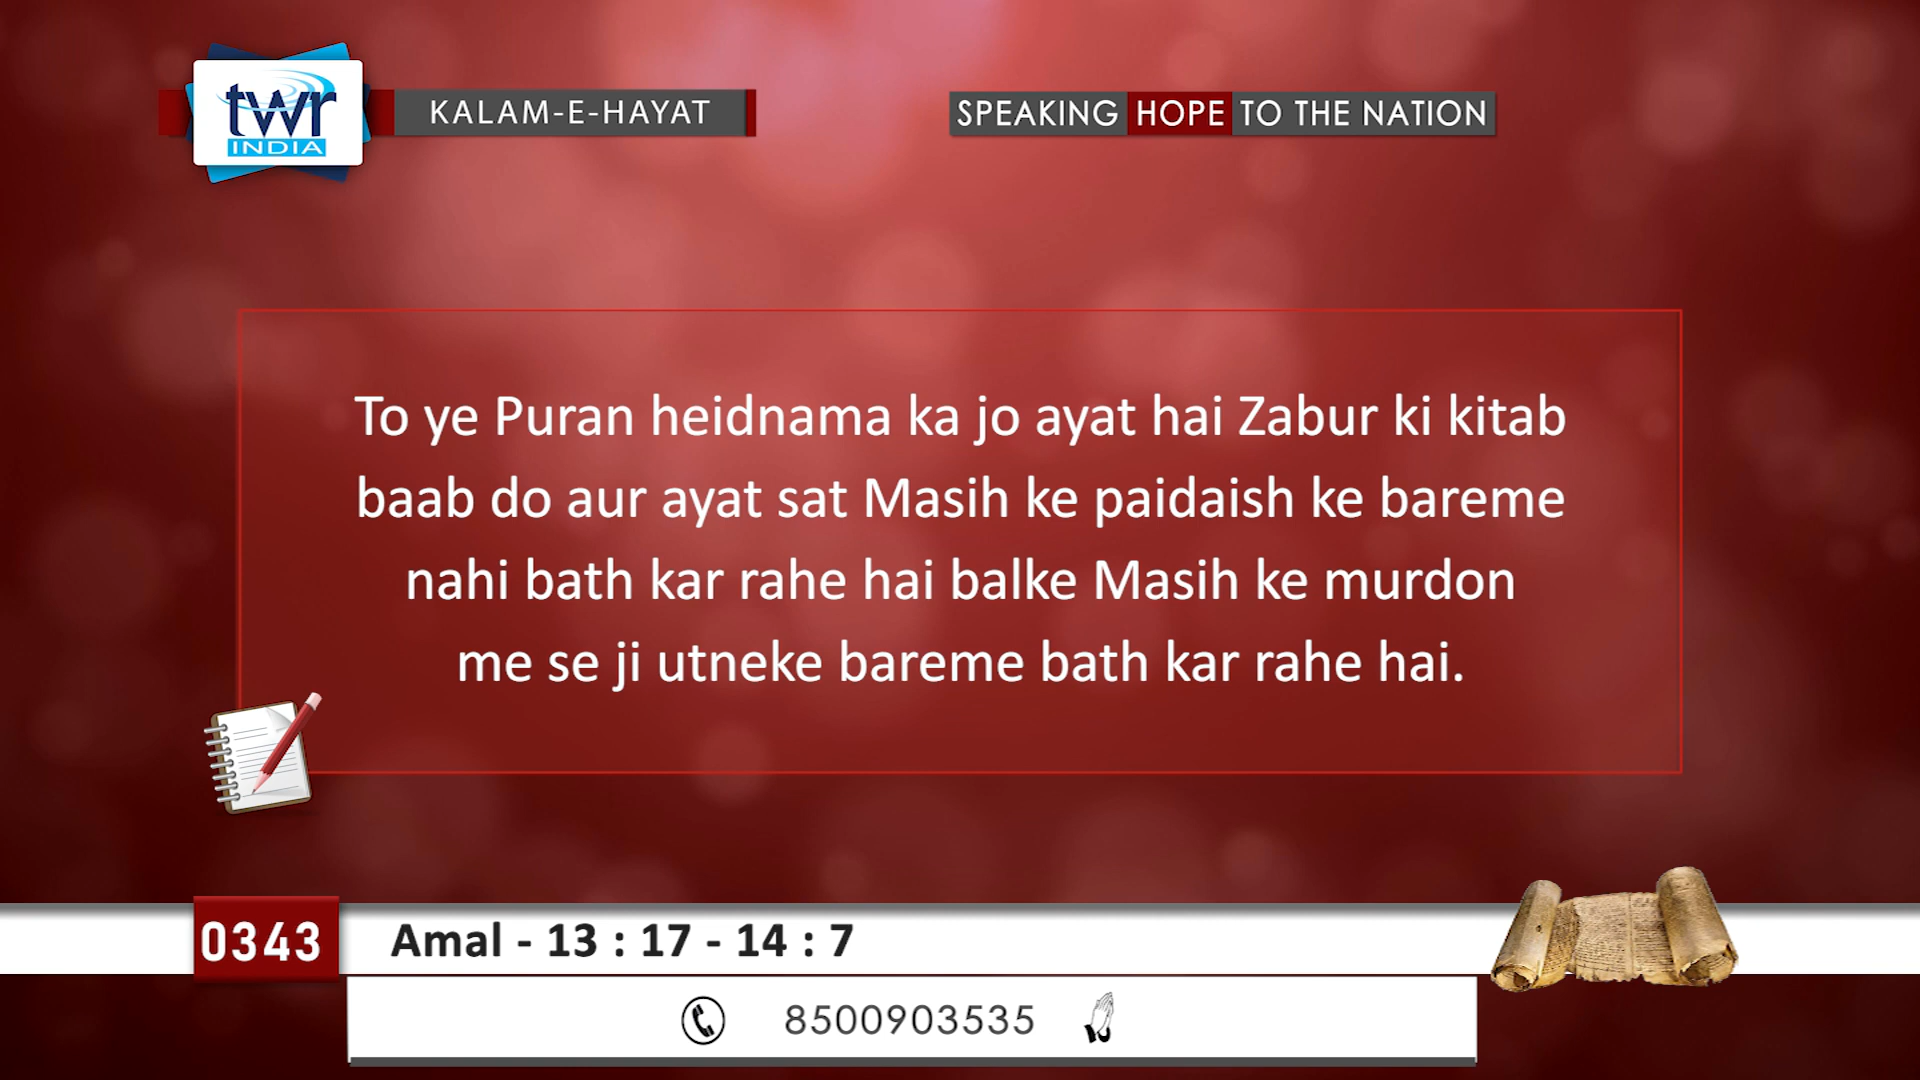 twr
INDIA
KALAM-E-HAYAT
SPEAKING HOPE TO THE NATION
To ye Puran heidnama ka jo ayat hai Zabur ki kitab
baab do aur ayat sat Masih ke paidaish ke bareme
nahi bath kar rahe hai balke Masih ke murdon
me se ji utneke bareme bath kar rahe hai.
0343
Amal - 13 : 17 - 14 : 7
8500903535